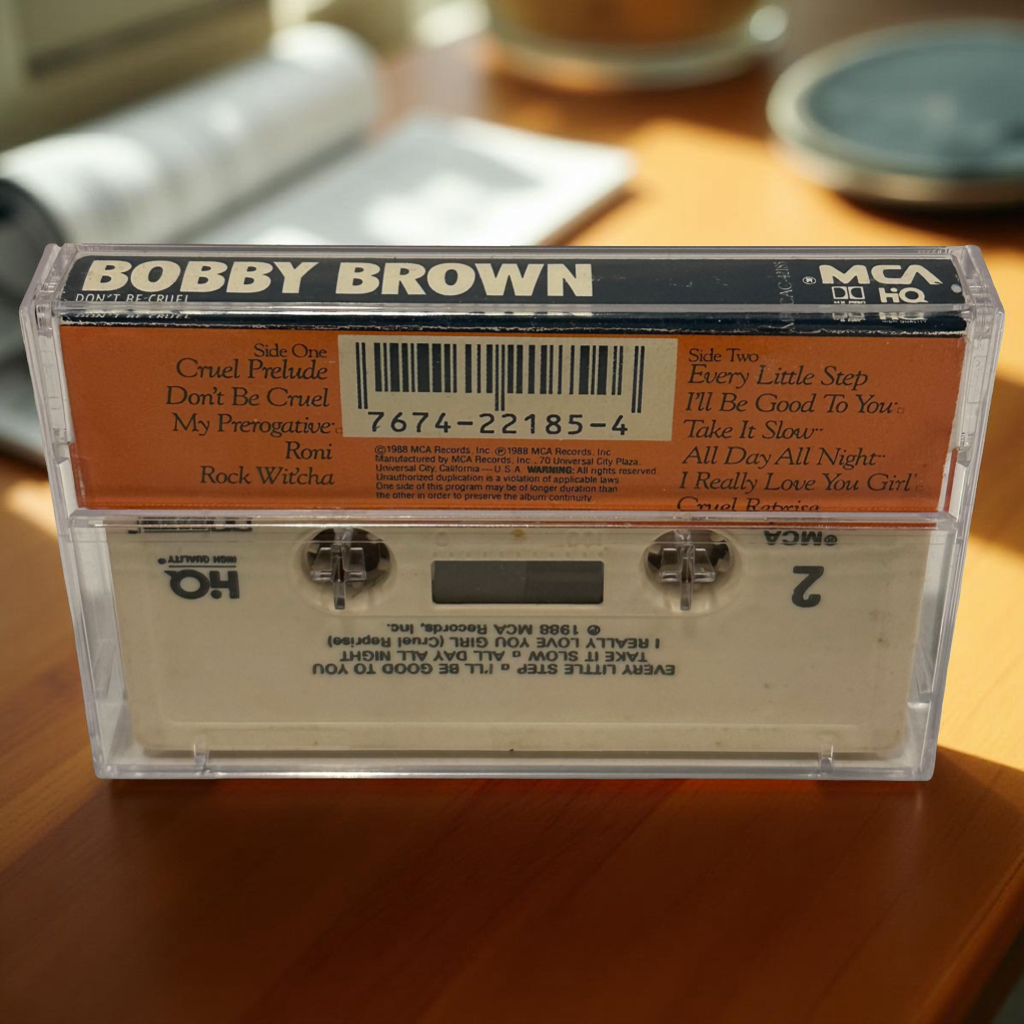 BOBBY BROWN
DON'T BE CRUEL
® MCA
HiQ
Side One
Cruel Prelude
Don't Be Cruel
My Prerogative
Roni
Rock Wit'cha
7674-22185-4
©1988 MCA Records, Inc. ℗1988 MCA Records, Inc.
Manufactured by MCA Records, Inc., 70 Universal City Plaza,
Universal City, California — U.S.A. WARNING: All rights reserved.
Unauthorized duplication is a violation of applicable laws.
One side of this program may be of longer duration than
the other in order to preserve the album continuity.
Side Two
Every Little Step
I'll Be Good To You
Take It Slow
All Day All Night
I Really Love You Girl
Cruel Reprise
MCA®
2
HiQ
HIGH QUALITY
EVERY LITTLE STEP □ I'LL BE GOOD TO YOU
TAKE IT SLOW □ ALL DAY ALL NIGHT
I REALLY LOVE YOU GIRL (Cruel Reprise)
℗ 1988 MCA Records, Inc.